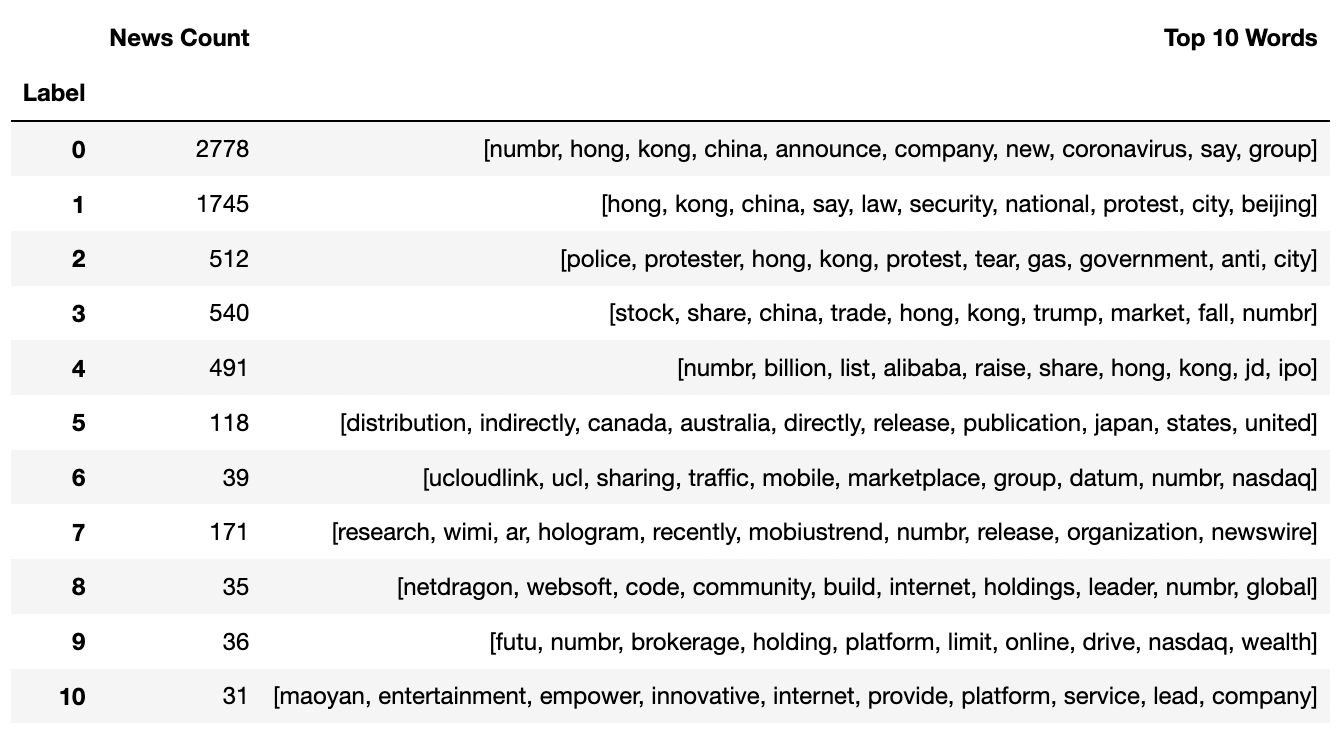 News Count Top 10 Words
Label
0 2778 [numbr, hong, kong, china, announce, company, new, coronavirus, say, group]
1 1745 [hong, kong, china, say, law, security, national, protest, city, beijing]
2 512 [police, protester, hong, kong, protest, tear, gas, government, anti, city]
3 540 [stock, share, china, trade, hong, kong, trump, market, fall, numbr]
4 491 [numbr, billion, list, alibaba, raise, share, hong, kong, jd, ipo]
5 118 [distribution, indirectly, canada, australia, directly, release, publication, japan, states, united]
6 39 [ucloudlink, ucl, sharing, traffic, mobile, marketplace, group, datum, numbr, nasdaq]
7 171 [research, wimi, ar, hologram, recently, mobiustrend, numbr, release, organization, newswire]
8 35 [netdragon, websoft, code, community, build, internet, holdings, leader, numbr, global]
9 36 [futu, numbr, brokerage, holding, platform, limit, online, drive, nasdaq, wealth]
10 31 [maoyan, entertainment, empower, innovative, internet, provide, platform, service, lead, company]